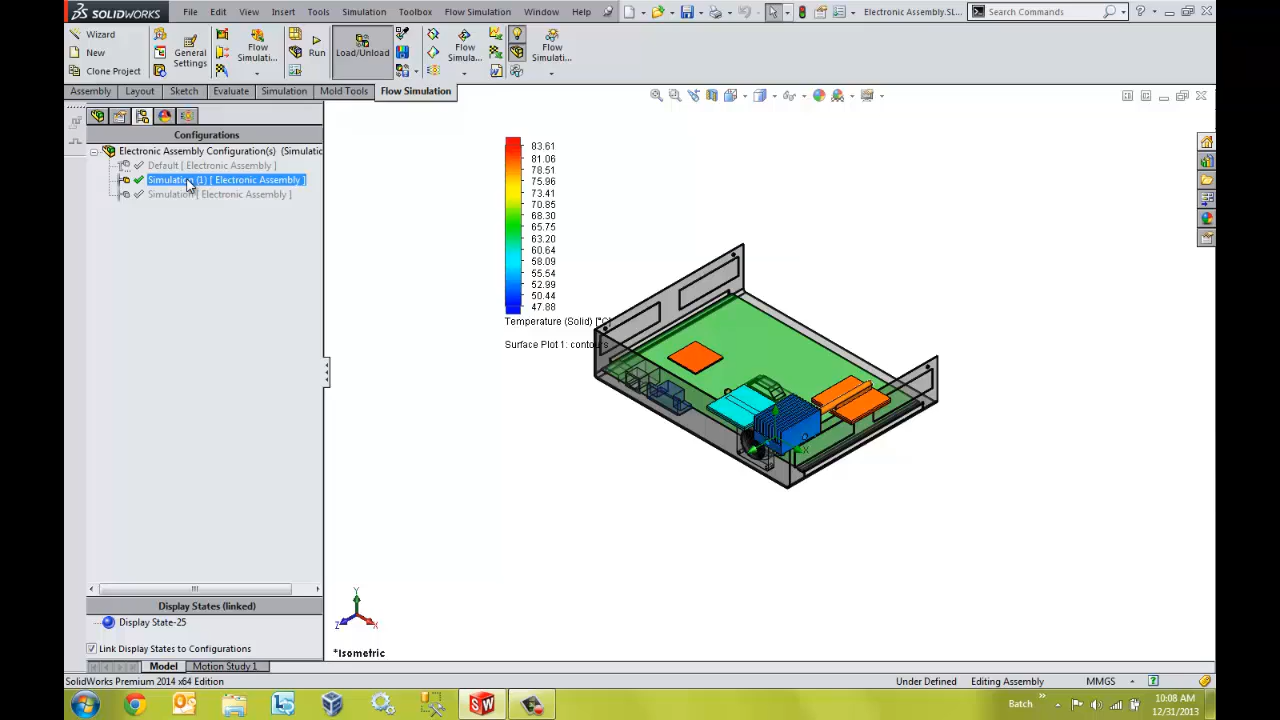 SOLIDWORKS File Edit View Insert Tools Simulation Toolbox Flow Simulation Window Help Electronic Assembly.SL... Search Commands
Wizard
New
Clone Project
General Settings
Flow Simulati...
Run
Load/Unload
Flow Simula...
Flow Simulati...
Assembly Layout Sketch Evaluate Simulation Mold Tools Flow Simulation
Configurations
Electronic Assembly Configuration(s) (Simulatic
Default [ Electronic Assembly ]
Simulation (1) [ Electronic Assembly ]
Simulation [ Electronic Assembly ]
83.61
81.06
78.51
75.96
73.41
70.85
68.30
65.75
63.20
60.64
58.09
55.54
52.99
50.44
47.88
Temperature (Solid) [°C]
Surface Plot 1: contours
Y
Z
X
X
*Isometric
Display States (linked)
Display State-25
Link Display States to Configurations
Model Motion Study 1
SolidWorks Premium 2014 x64 Edition Under Defined Editing Assembly MMGS
Batch
10:08 AM
12/31/2013